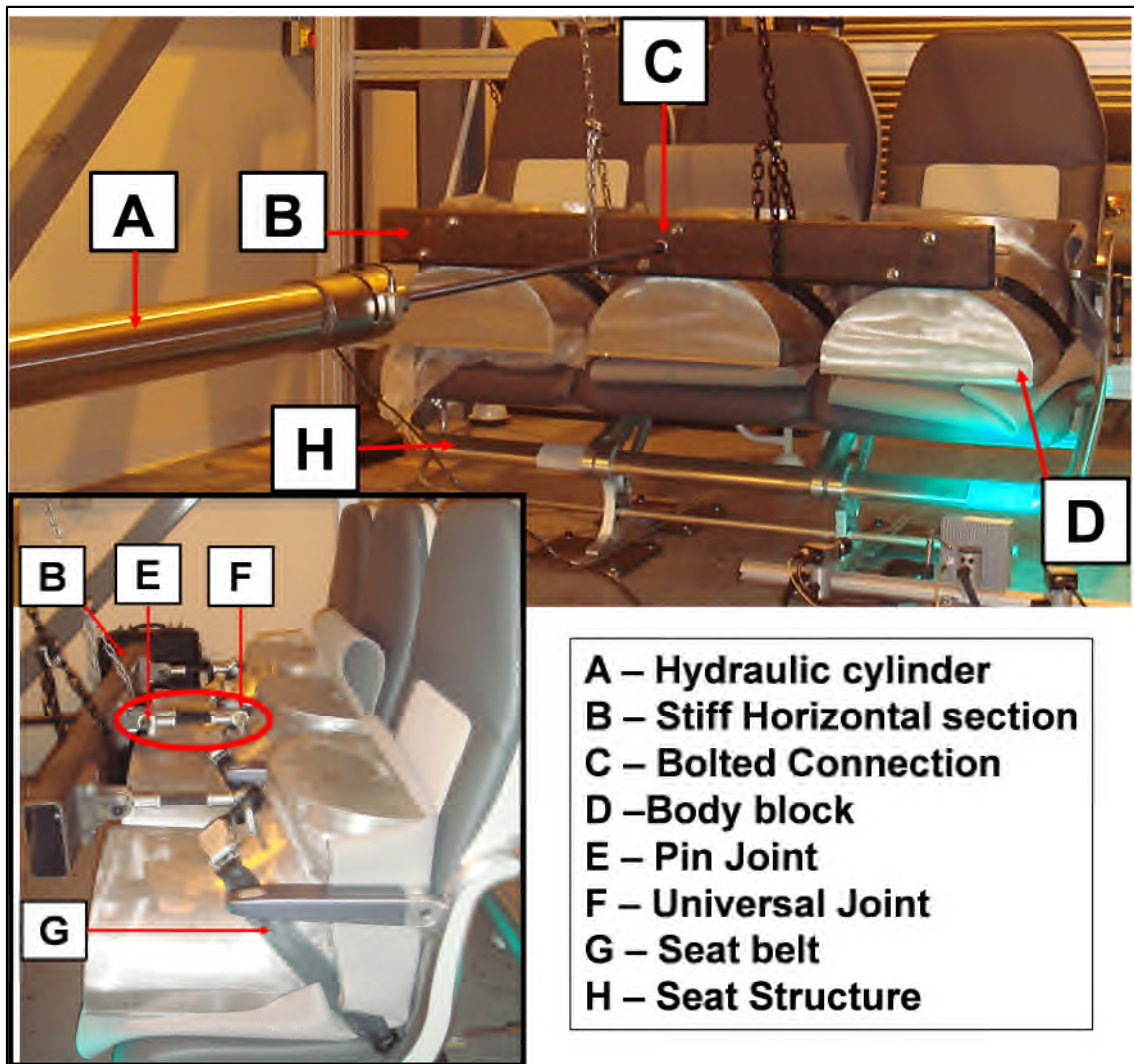 A
B
C
H
D
B
E
F
G
A – Hydraulic cylinder
B – Stiff Horizontal section
C – Bolted Connection
D –Body block
E – Pin Joint
F – Universal Joint
G – Seat belt
H – Seat Structure